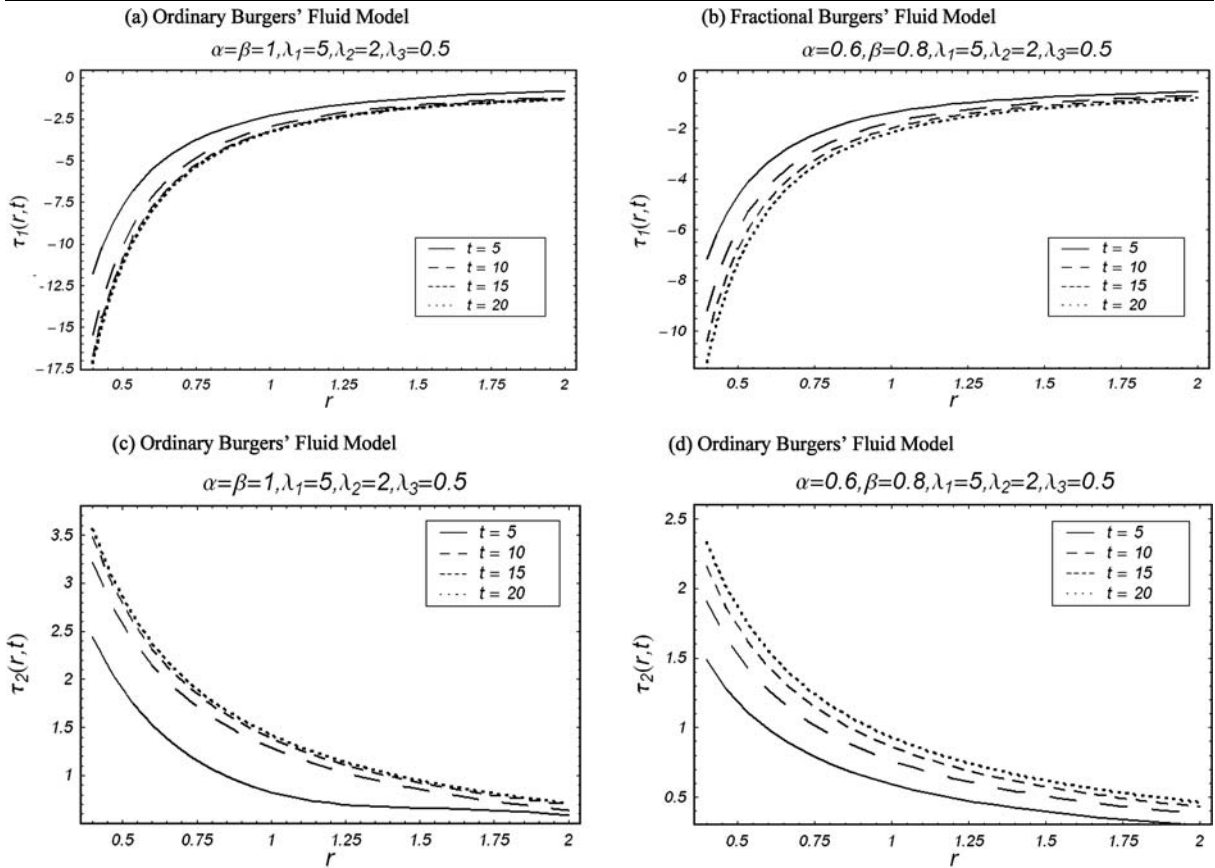 (a) Ordinary Burgers' Fluid Model
α=β=1,λ₁=5,λ₂=2,λ₃=0.5
0
−2.5
−5
−7.5
−10
−12.5
−15
−17.5
τ₁(r,t)
t = 5
t = 10
t = 15
t = 20
0.5 0.75 1 1.25 1.5 1.75 2
r
(b) Fractional Burgers' Fluid Model
α=0.6,β=0.8,λ₁=5,λ₂=2,λ₃=0.5
0
−2
−4
−6
−8
−10
τ₁(r,t)
t = 5
t = 10
t = 15
t = 20
0.5 0.75 1 1.25 1.5 1.75 2
r
(c) Ordinary Burgers' Fluid Model
α=β=1,λ₁=5,λ₂=2,λ₃=0.5
3.5
3
2.5
2
1.5
1
0.5
τ₂(r,t)
t = 5
t = 10
t = 15
t = 20
0.5 0.75 1 1.25 1.5 1.75 2
r
(d) Ordinary Burgers' Fluid Model
α=0.6,β=0.8,λ₁=5,λ₂=2,λ₃=0.5
2.5
2
1.5
1
0.5
τ₂(r,t)
t = 5
t = 10
t = 15
t = 20
0.5 0.75 1 1.25 1.5 1.75 2
r